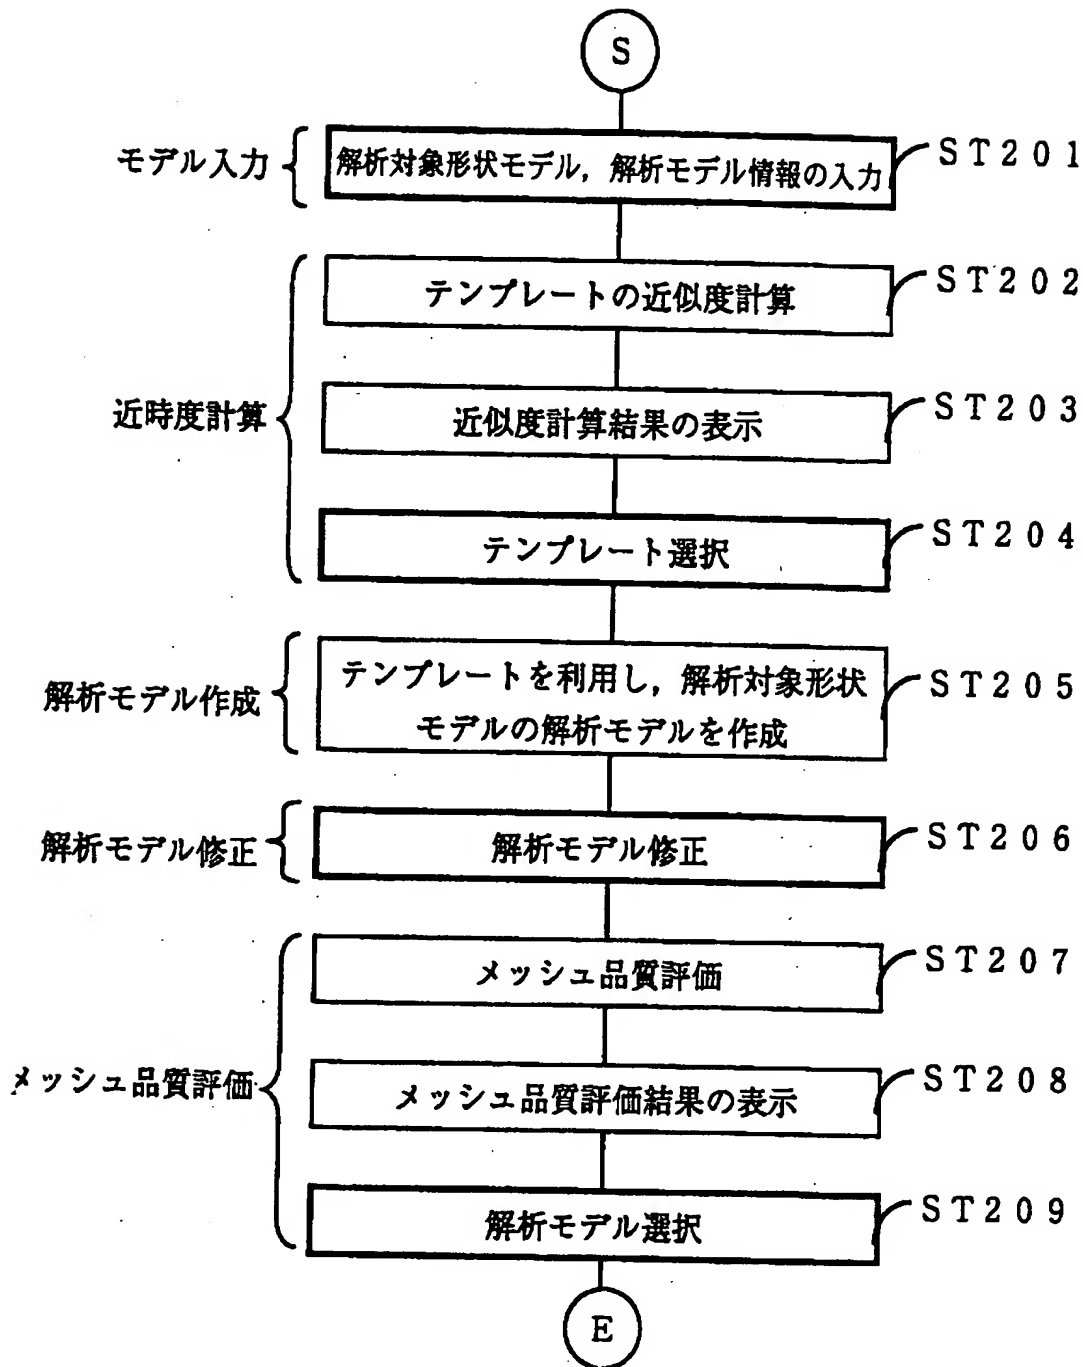 S
モデル入力
解析対象形状モデル，解析モデル情報の入力
ST201
テンプレートの近似度計算
ST202
近時度計算
近似度計算結果の表示
ST203
テンプレート選択
ST204
解析モデル作成
テンプレートを利用し，解析対象形状
モデルの解析モデルを作成
ST205
解析モデル修正
解析モデル修正
ST206
メッシュ品質評価
ST207
メッシュ品質評価
メッシュ品質評価結果の表示
ST208
解析モデル選択
ST209
E